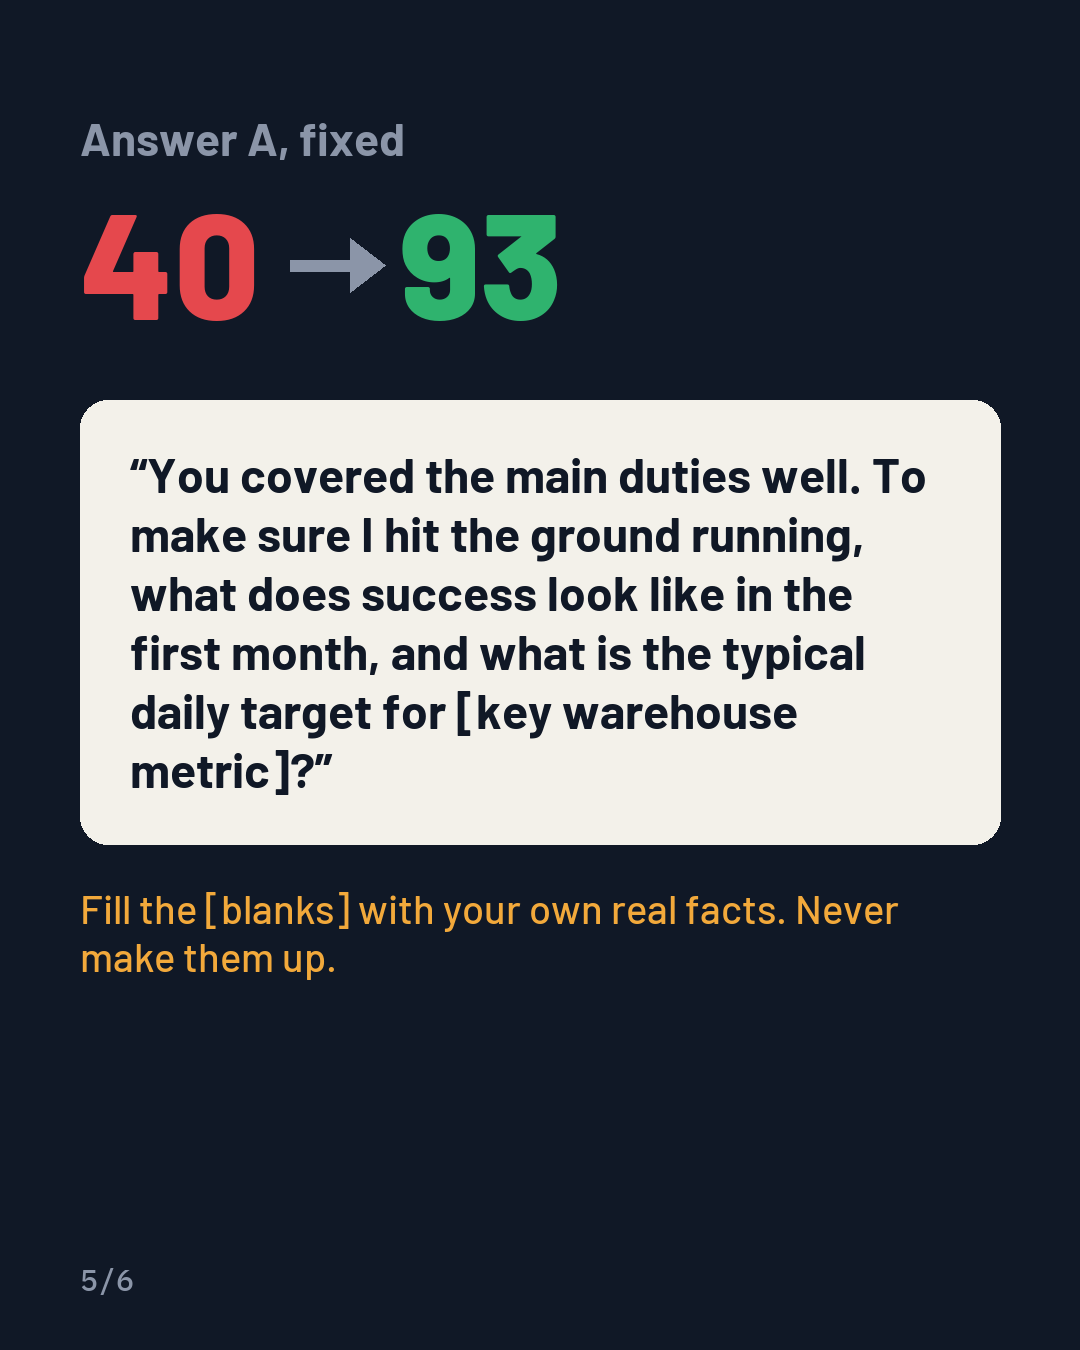 Answer A, fixed
40 → 93
“You covered the main duties well. To
make sure I hit the ground running,
what does success look like in the
first month, and what is the typical
daily target for [key warehouse
metric]?”
Fill the [blanks] with your own real facts. Never
make them up.
5/6